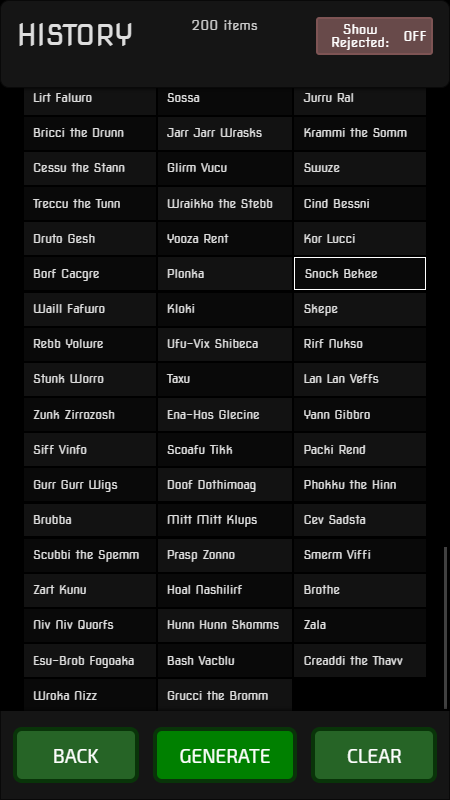 HISTORY
200 items
Show Rejected: OFF
Lirf Falwro Sossa Jurru Ral
Bricci the Drunn Jarr Jarr Wrasks Krammi the Somm
Cessu the Stann Glirm Vucu Swuze
Treccu the Tunn Wraikko the Stebb Cind Bessni
Druto Gesh Yooza Rent Kor Lucci
Borf Cacgre Plonka Snock Bekee
Waill Fafwro Kloki Skepe
Rebb Yolwre Ufu-Vix Shibeca Rirf Nukso
Stunk Worro Taxu Lan Lan Veffs
Zunk Zirrozosh Ena-Hos Glecine Yann Gibbro
Siff Vinfo Scoafu Tikk Packi Rend
Gurr Gurr Wigs Doof Dothimoag Phokku the Hinn
Brubba Mitt Mitt Klups Cev Sadsta
Scubbi the Spemm Prasp Zonno Smerm Viffi
Zart Kunu Hoal Nashilirf Brothe
Niv Niv Quorfs Hunn Hunn Skomms Zala
Esu-Brob Fogoaka Bash Vacblu Creaddi the Thavv
Wroka Nizz Grucci the Bromm
BACK GENERATE CLEAR